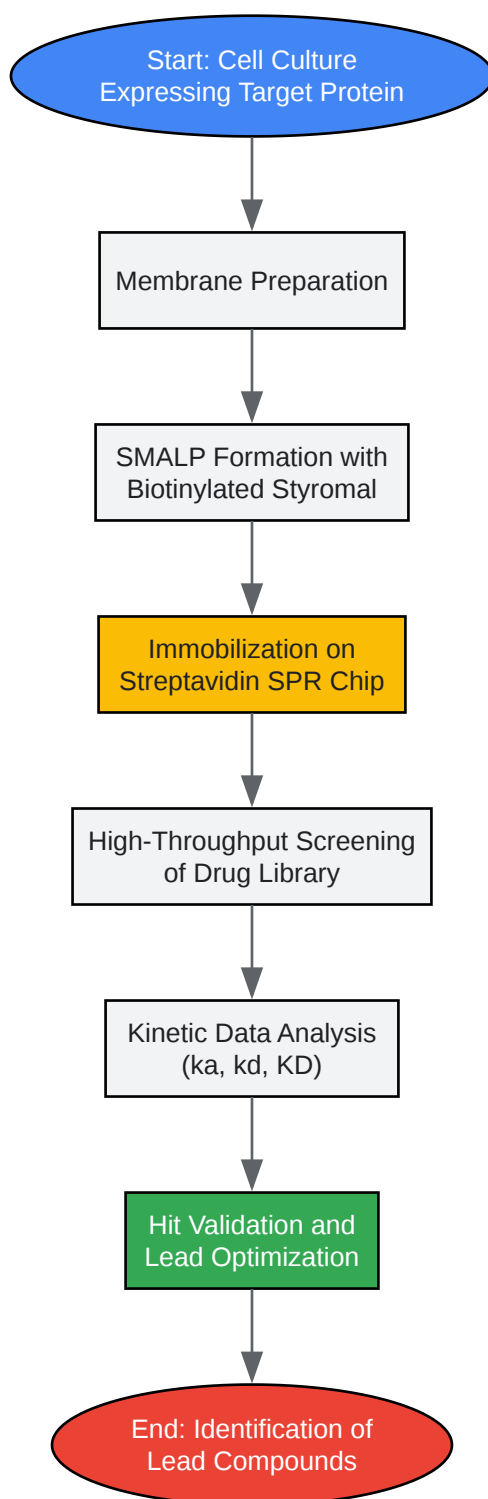 Start: Cell Culture
Expressing Target Protein
Membrane Preparation
SMALP Formation with
Biotinylated Styromal
Immobilization on
Streptavidin SPR Chip
High-Throughput Screening
of Drug Library
Kinetic Data Analysis
(ka, kd, KD)
Hit Validation and
Lead Optimization
End: Identification of
Lead Compounds